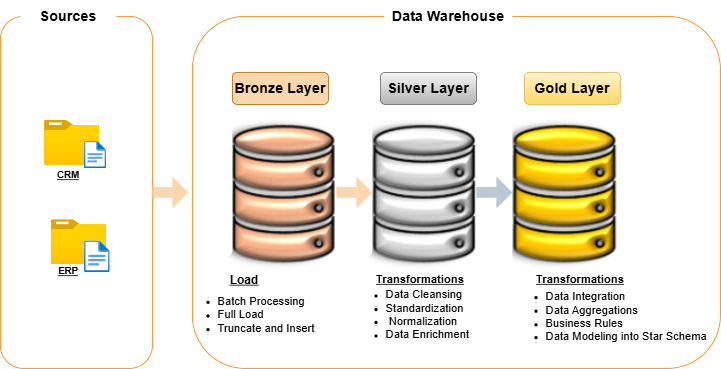 Sources
CRM
ERP
Data Warehouse
Bronze Layer
Silver Layer
Gold Layer
Load
Batch Processing
Full Load
Truncate and Insert
Transformations
Data Cleansing
Standardization
Normalization
Data Enrichment
Transformations
Data Integration
Data Aggregations
Business Rules
Data Modeling into Star Schema